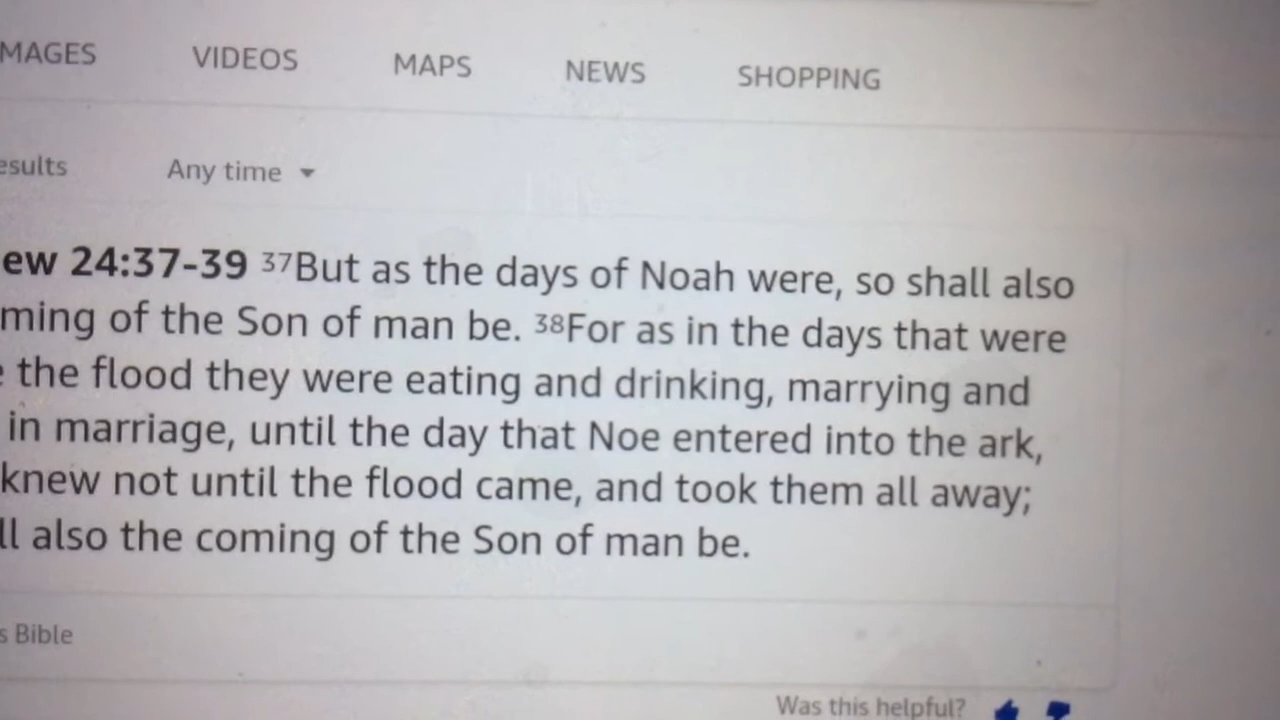 MAGES VIDEOS MAPS NEWS SHOPPING
esults Any time
ew 24:37-39 37But as the days of Noah were, so shall also
ming of the Son of man be. 38For as in the days that were
e the flood they were eating and drinking, marrying and
in marriage, until the day that Noe entered into the ark,
knew not until the flood came, and took them all away;
ll also the coming of the Son of man be.
s Bible
Was this helpful?